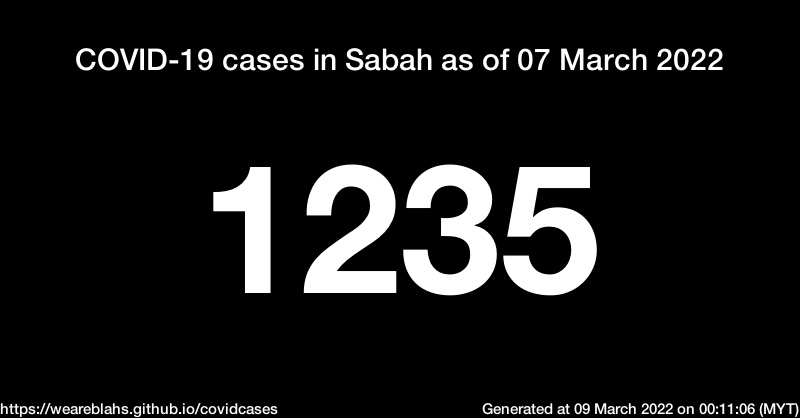 COVID-19 cases in Sabah as of 07 March 2022
1235
https://weareblahs.github.io/covidcases
Generated at 09 March 2022 on 00:11:06 (MYT)